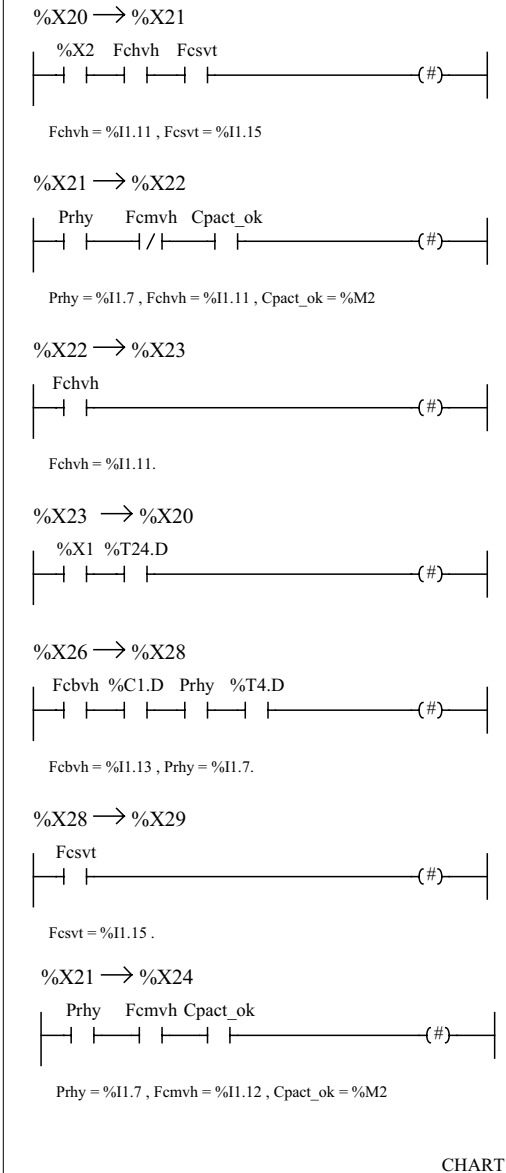 %X20 → %X21
%X2 Fchvh Fcsvt
(#)
Fchvh = %I1.11 , Fcsvt = %I1.15
%X21 → %X22
Prhy Fcmvh Cpact_ok
(#)
Prhy = %I1.7 , Fchvh = %I1.11 , Cpact_ok = %M2
%X22 → %X23
Fchvh
(#)
Fchvh = %I1.11.
%X23 → %X20
%X1 %T24.D
(#)
%X26 → %X28
Fcbvh %C1.D Prhy %T4.D
(#)
Fcbvh = %I1.13 , Prhy = %I1.7.
%X28 → %X29
Fcsvt
(#)
Fcsvt = %I1.15 .
%X21 → %X24
Prhy Fcmvh Cpact_ok
(#)
Prhy = %I1.7 , Fcmvh = %I1.12 , Cpact_ok = %M2
CHART